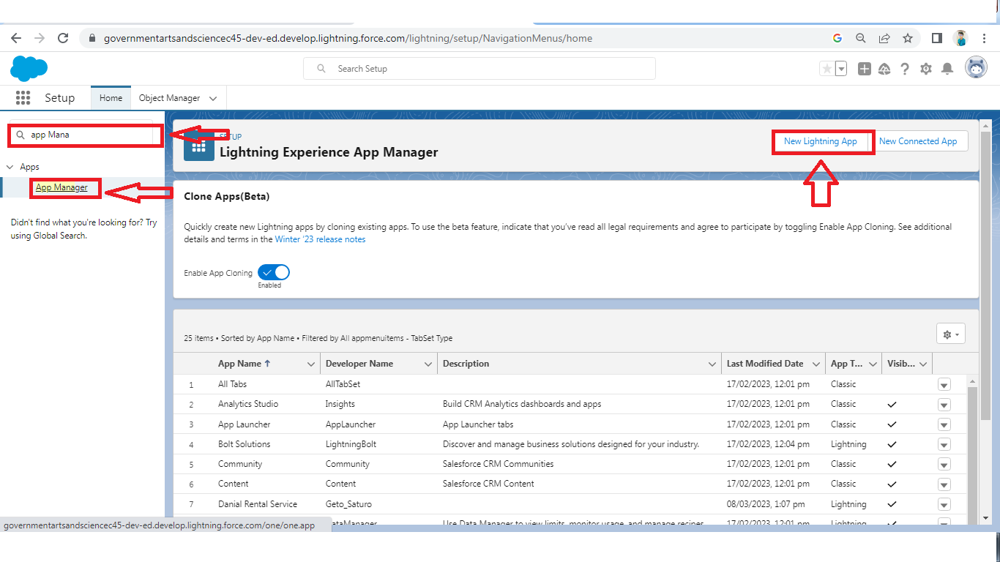 governmentartsandsciencec45-dev-ed.develop.lightning.force.com/lightning/setup/NavigationMenus/home
Search Setup
Setup
Home
Object Manager
app Mana
Apps
App Manager
Didn't find what you're looking for? Try
using Global Search.
SETUP
Lightning Experience App Manager
New Lightning App
New Connected App
Clone Apps(Beta)
Quickly create new Lightning apps by cloning existing apps. To use the beta feature, indicate that you've read all legal requirements and agree to participate by toggling Enable App Cloning. See additional
details and terms in the Winter '23 release notes
Enable App Cloning
Enabled
25 items • Sorted by App Name • Filtered by All appmenuitems - TabSet Type
App Name Developer Name Description Last Modified Date App T... Visib...
1 All Tabs AllTabSet 17/02/2023, 12:01 pm Classic
2 Analytics Studio Insights Build CRM Analytics dashboards and apps 17/02/2023, 12:01 pm Classic
3 App Launcher AppLauncher App Launcher tabs 17/02/2023, 12:01 pm Classic
4 Bolt Solutions LightningBolt Discover and manage business solutions designed for your industry. 17/02/2023, 12:04 pm Lightning
5 Community Community Salesforce CRM Communities 17/02/2023, 12:01 pm Classic
6 Content Content Salesforce CRM Content 17/02/2023, 12:01 pm Classic
7 Danial Rental Service Geto_Saturo 08/03/2023, 1:07 pm Lightning
DataManager Use Data Manager to view limits, monitor usage, and manage recipes 17/02/2023, 12:01 pm Lightning
governmentartsandsciencec45-dev-ed.develop.lightning.force.com/one/one.app